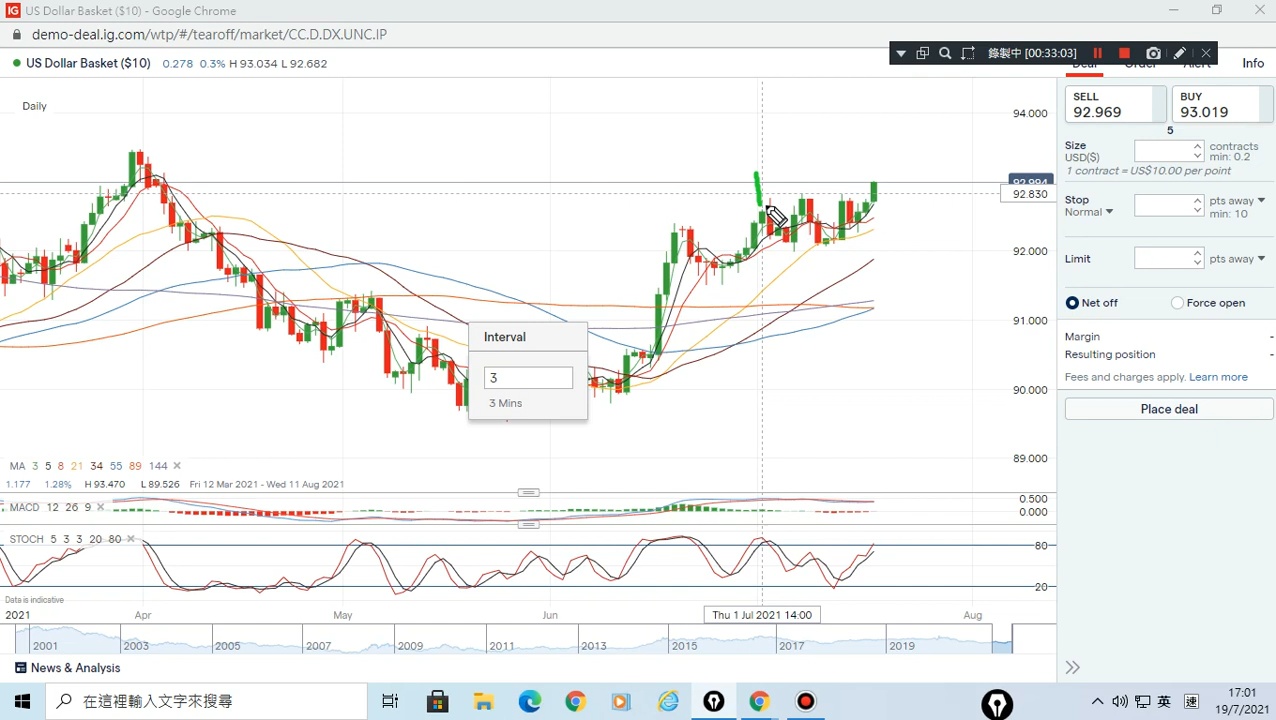 IG US Dollar Basket ($10) - Google Chrome
demo-deal.ig.com/wtp/#/tearoff/market/CC.D.DX.UNC.IP
錄製中 [00:33:03]
US Dollar Basket ($10) 0.278 0.3% H 93.034 L 92.682
Deal Order Alert Info
Daily
94.000
92.994
92.830
92.000
91.000
90.000
89.000
SELL
92.969
BUY
93.019
5
Size
USD($)
contracts
min: 0.2
1 contract = US$10.00 per point
Stop
Normal
pts away
min: 10
Limit
pts away
Net off
Force open
Margin -
Resulting position -
Fees and charges apply. Learn more
Place deal
Interval
3
3 Mins
MA 3 5 8 21 34 55 89 144
1.177 1.28% H 93.470 L 89.526 Fri 12 Mar 2021 - Wed 11 Aug 2021
MACD 12 26 9
0.500
0.000
STOCH 5 3 3 20 80
80
20
Data is indicative
2021 Apr May Jun Thu 1 Jul 2021 14:00 Aug
2001 2003 2005 2007 2009 2011 2013 2015 2017 2019
News & Analysis
在這裡輸入文字來搜尋
英
17:01
19/7/2021